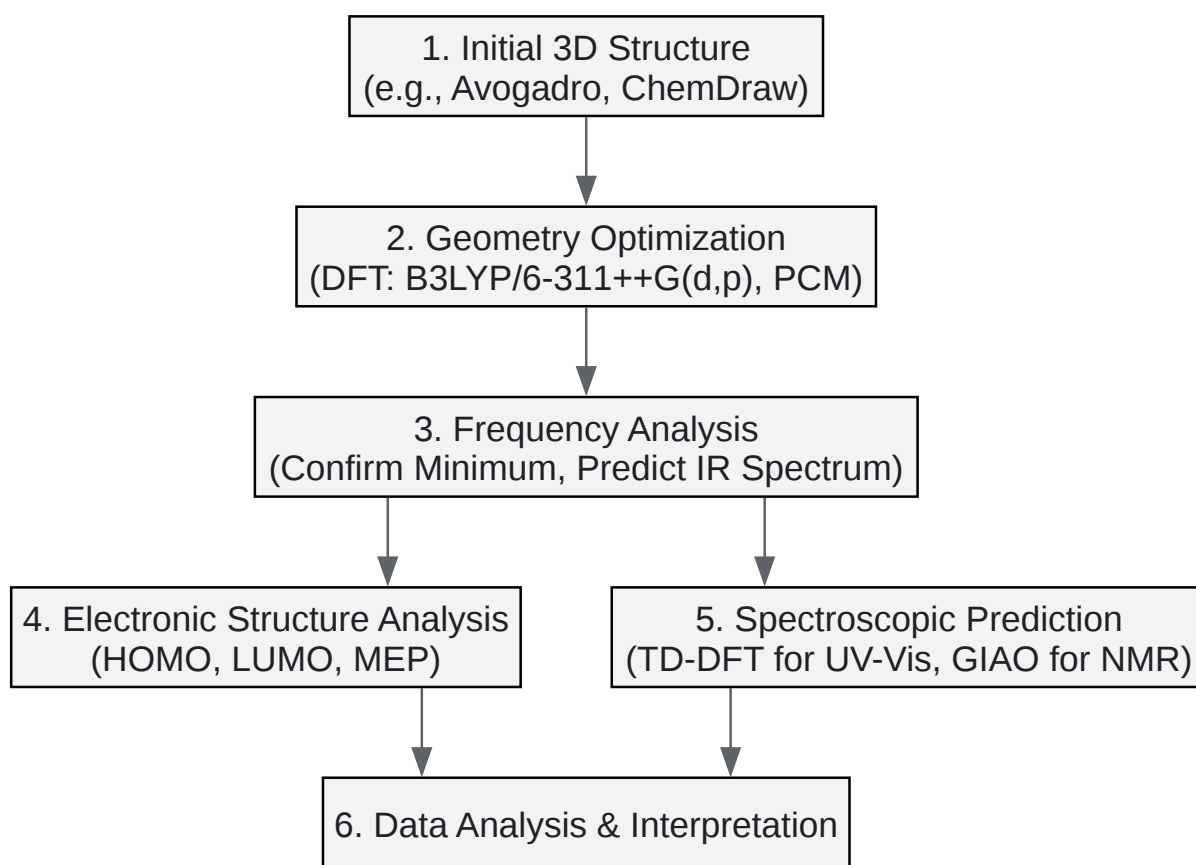 1. Initial 3D Structure
(e.g., Avogadro, ChemDraw)
2. Geometry Optimization
(DFT: B3LYP/6-311++G(d,p), PCM)
3. Frequency Analysis
(Confirm Minimum, Predict IR Spectrum)
4. Electronic Structure Analysis
(HOMO, LUMO, MEP)
5. Spectroscopic Prediction
(TD-DFT for UV-Vis, GIAO for NMR)
6. Data Analysis & Interpretation